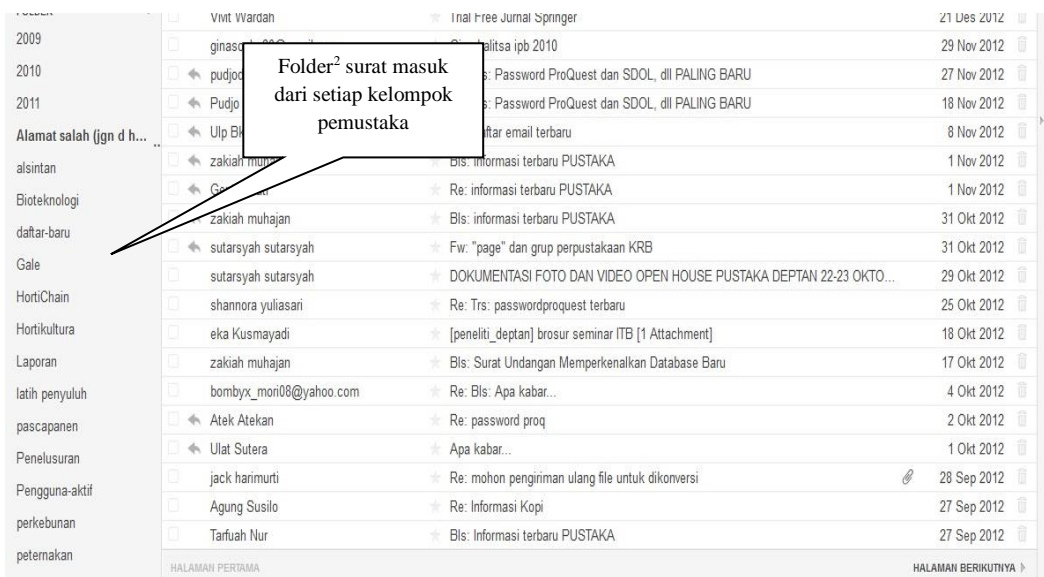 FOLDER
2009
2010
2011
Alamat salah (jgn d h...
alsintan
Bioteknologi
daftar-baru
Gale
HortiChain
Hortikultura
Laporan
latih penyuluh
pascapanen
Penelusuran
Pengguna-aktif
perkebunan
peternakan
Folder² surat masuk
dari setiap kelompok
pemustaka
Vivit Wardah Trial Free Jurnal Springer 21 Des 2012
ipb 2010 29 Nov 2012
Password ProQuest dan SDOL, dll PALING BARU 27 Nov 2012
Pudjo Password ProQuest dan SDOL, dll PALING BARU 18 Nov 2012
Ulp email terbaru 8 Nov 2012
zakiah Bls: informasi terbaru PUSTAKA 1 Nov 2012
Re: informasi terbaru PUSTAKA 1 Nov 2012
zakiah muhajan Bls: informasi terbaru PUSTAKA 31 Okt 2012
sutarsyah sutarsyah Fw: "page" dan grup perpustakaan KRB 31 Okt 2012
sutarsyah sutarsyah DOKUMENTASI FOTO DAN VIDEO OPEN HOUSE PUSTAKA DEPTAN 22-23 OKTO... 29 Okt 2012
shannora yuliasari Re: Trs: passwordproquest terbaru 25 Okt 2012
eka Kusmayadi [peneliti_deptan] brosur seminar ITB [1 Attachment] 18 Okt 2012
zakiah muhajan Bls: Surat Undangan Memperkenalkan Database Baru 17 Okt 2012
bombyx_mori08@yahoo.com Re: Bls: Apa kabar... 4 Okt 2012
Atek Atekan Re: password proq 2 Okt 2012
Ulat Sutera Apa kabar... 1 Okt 2012
jack harimurti Re: mohon pengiriman ulang file untuk dikonversi 28 Sep 2012
Agung Susilo Re: Informasi Kopi 27 Sep 2012
Tarfuah Nur Bls: Informasi terbaru PUSTAKA 27 Sep 2012
HALAMAN PERTAMA HALAMAN BERIKUTNYA